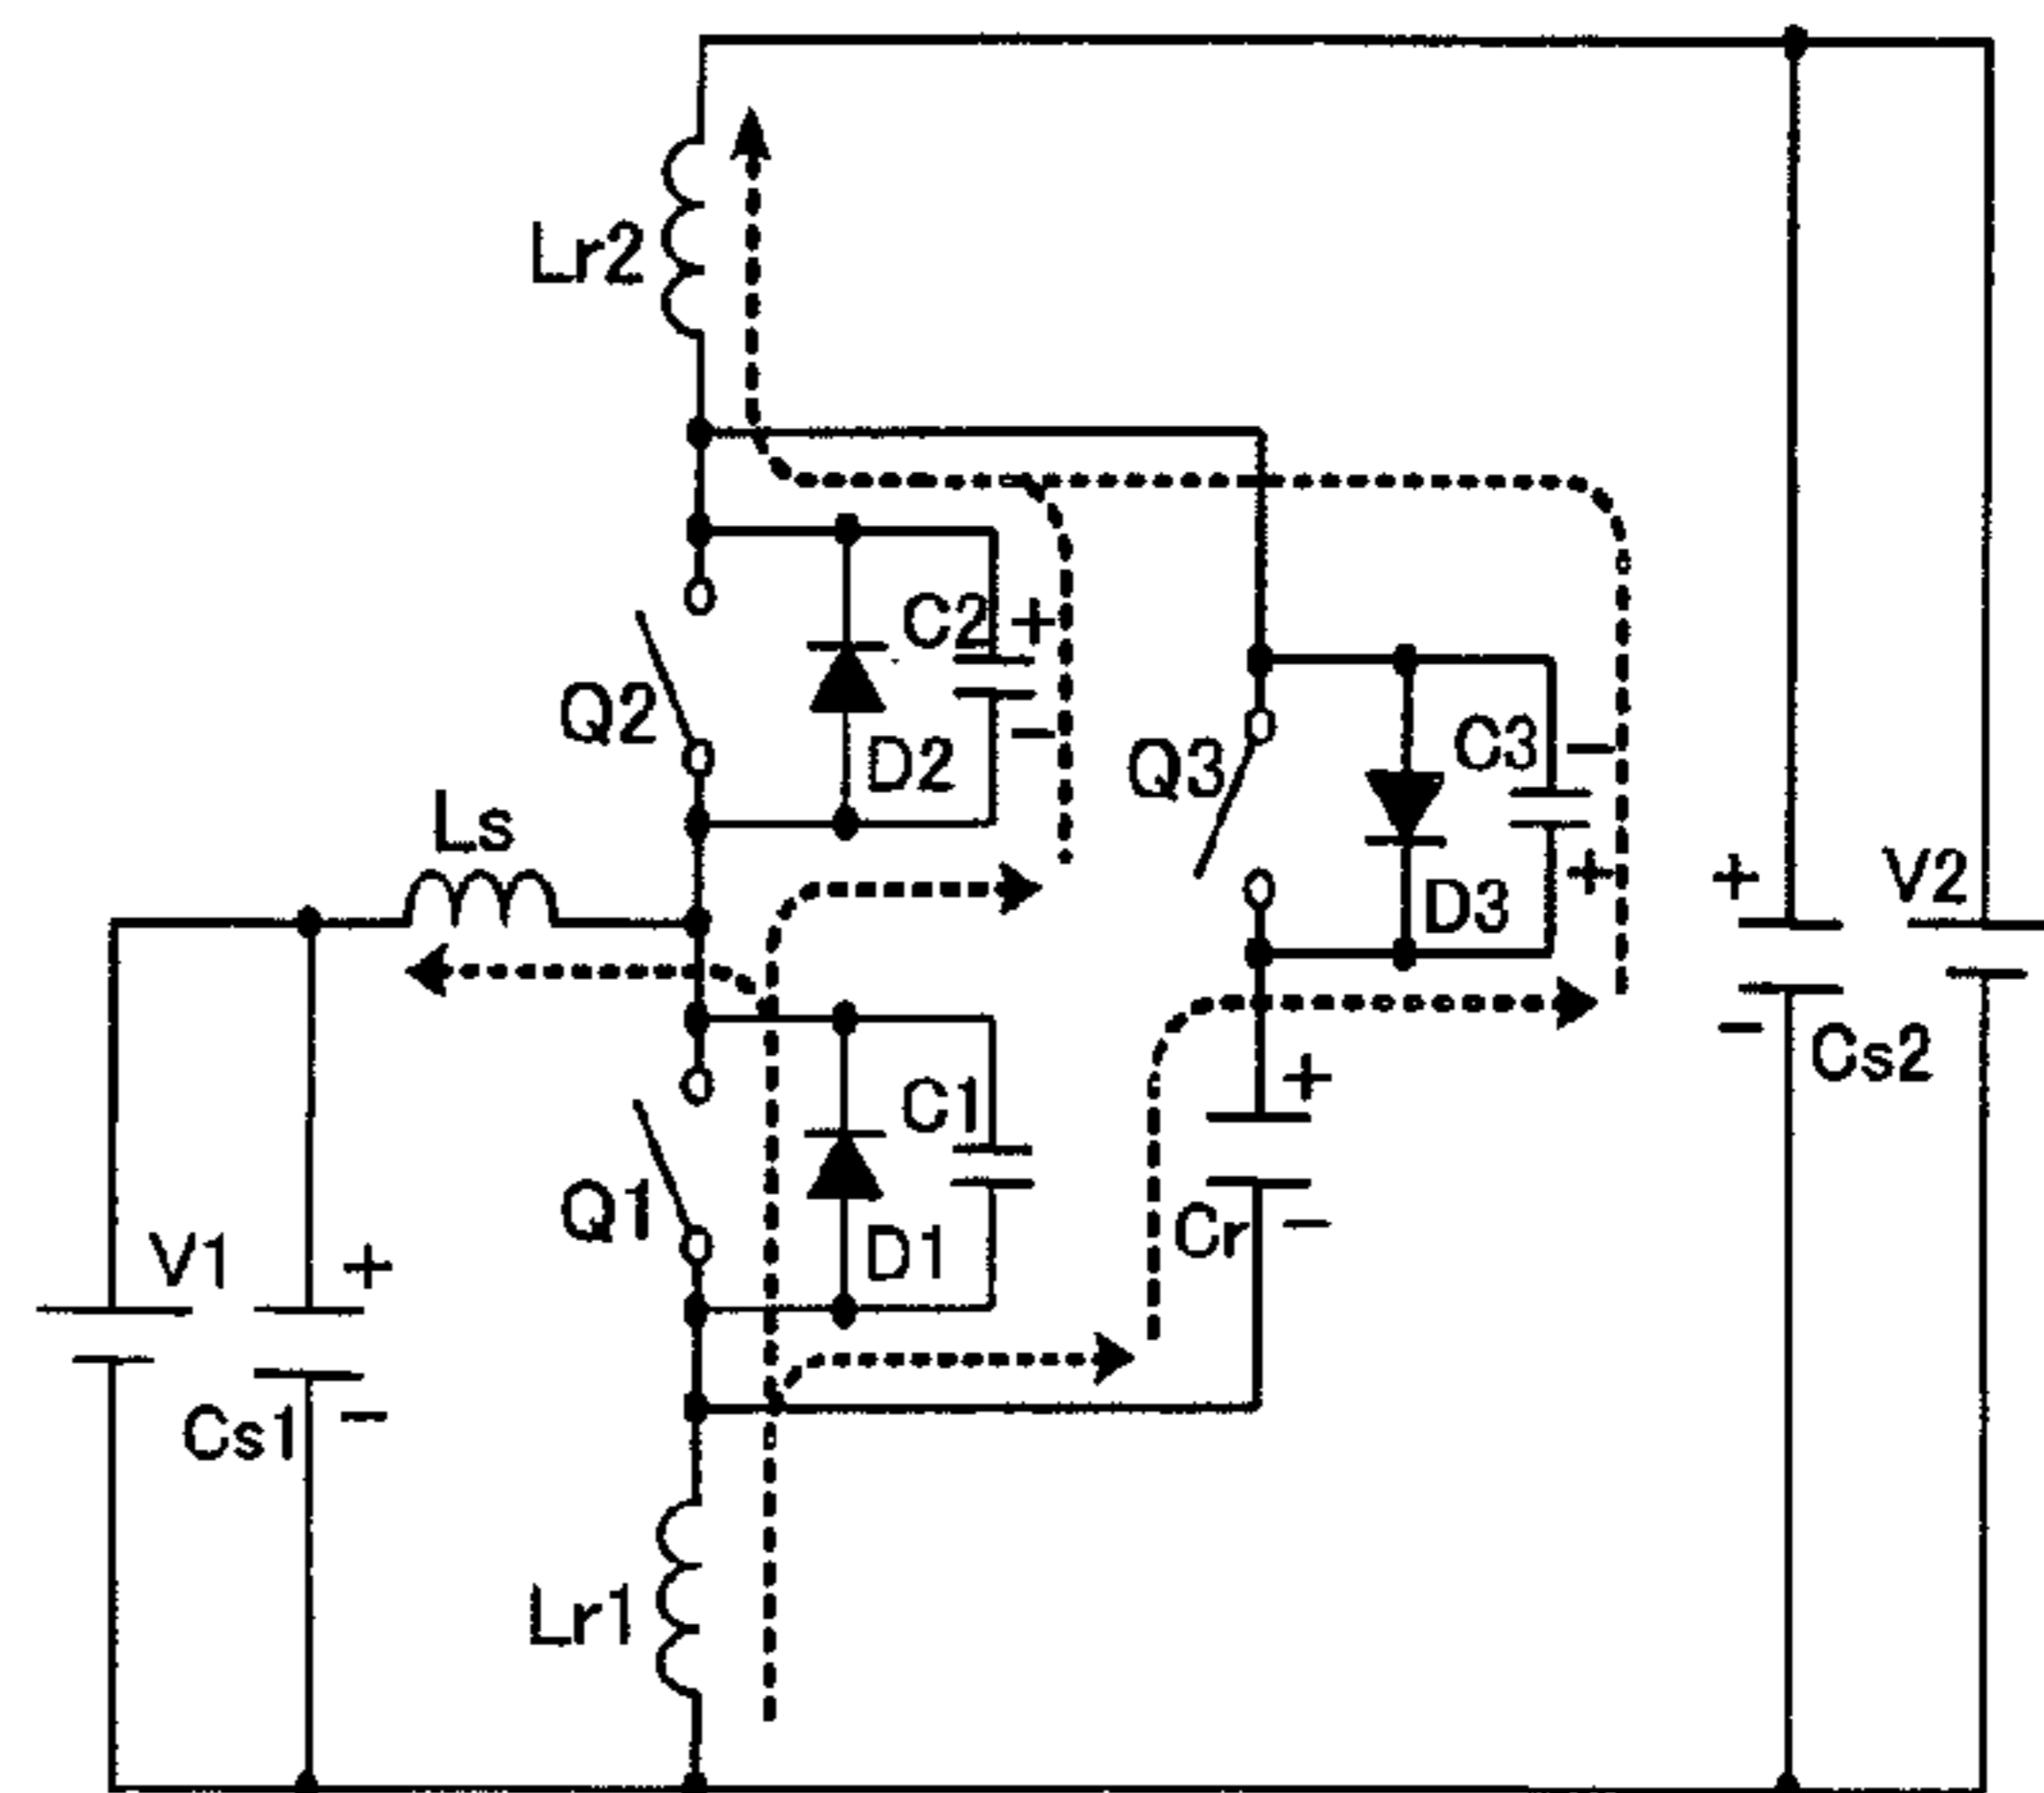 Lr2
C2 +
Q2
D2
−
Q3
C3 −
+
D3
Ls
+
V2
−
Cs2
C1
Q1
D1
+
Cr −
V1
+
Cs1 −
Lr1